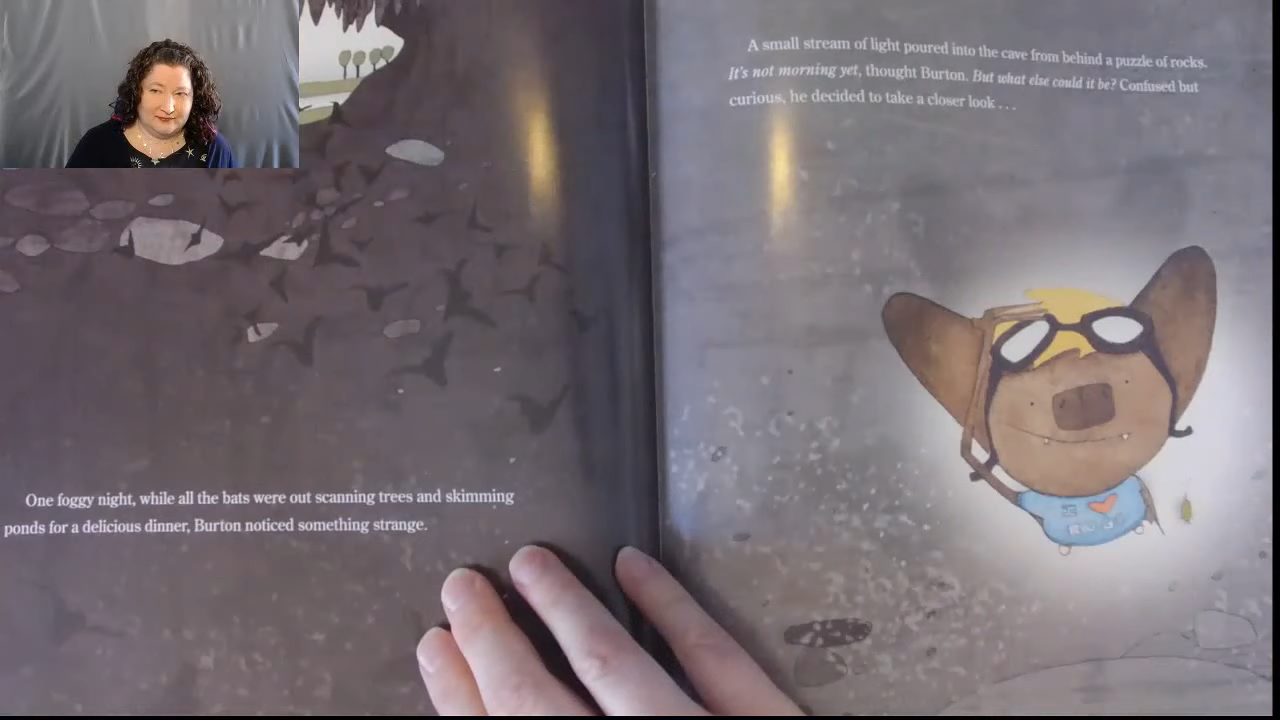 One foggy night, while all the bats were out scanning trees and skimming
ponds for a delicious dinner, Burton noticed something strange.
A small stream of light poured into the cave from behind a puzzle of rocks.
It's not morning yet, thought Burton. But what else could it be? Confused but
curious, he decided to take a closer look . . .